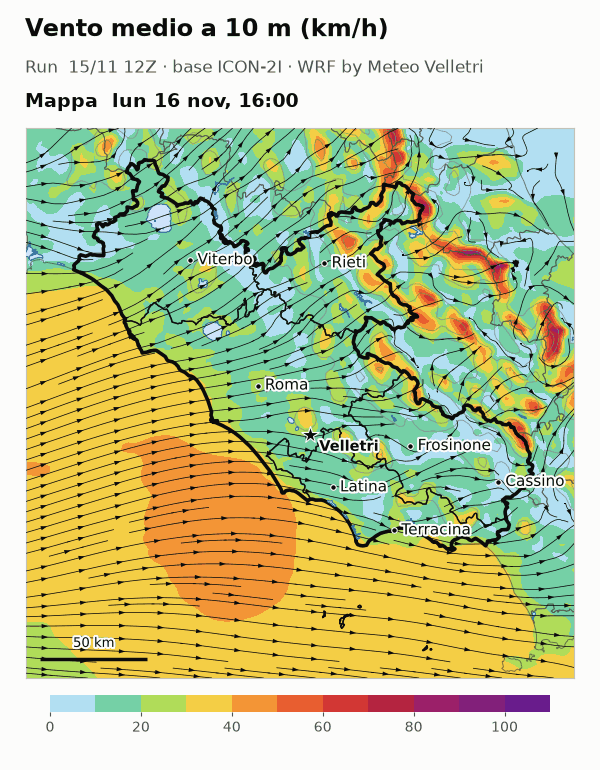 Vento medio a 10 m (km/h)
Run 15/11 12Z · base ICON-2I · WRF by Meteo Velletri
Mappa lun 16 nov, 16:00
Viterbo
Rieti
Roma
Velletri
Frosinone
Cassino
Latina
Terracina
50 km
0 20 40 60 80 100